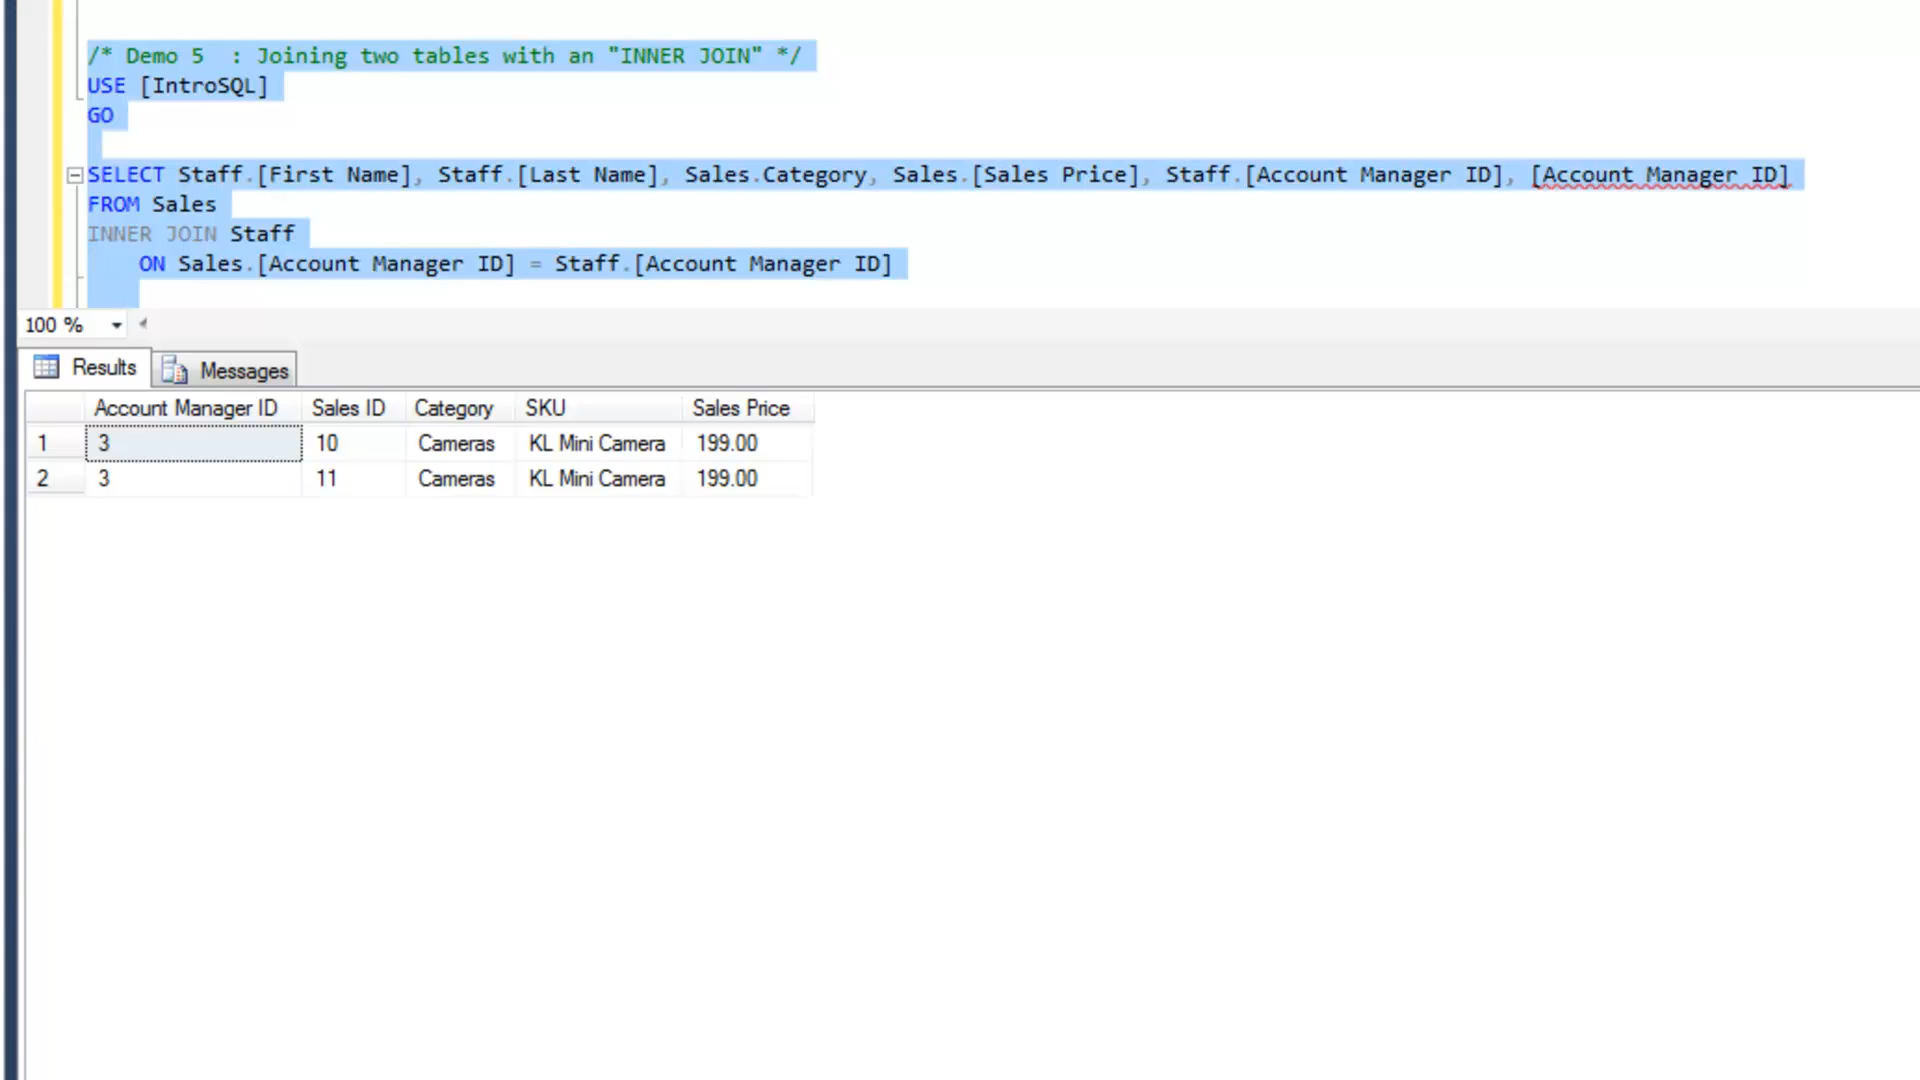 /* Demo 5  : Joining two tables with an "INNER JOIN" */
USE [IntroSQL]
GO
SELECT Staff.[First Name], Staff.[Last Name], Sales.Category, Sales.[Sales Price], Staff.[Account Manager ID], [Account Manager ID]
FROM Sales
INNER JOIN Staff
ON Sales.[Account Manager ID] = Staff.[Account Manager ID]
100 %
Results Messages
Account Manager ID Sales ID Category SKU Sales Price
1 3 10 Cameras KL Mini Camera 199.00
2 3 11 Cameras KL Mini Camera 199.00